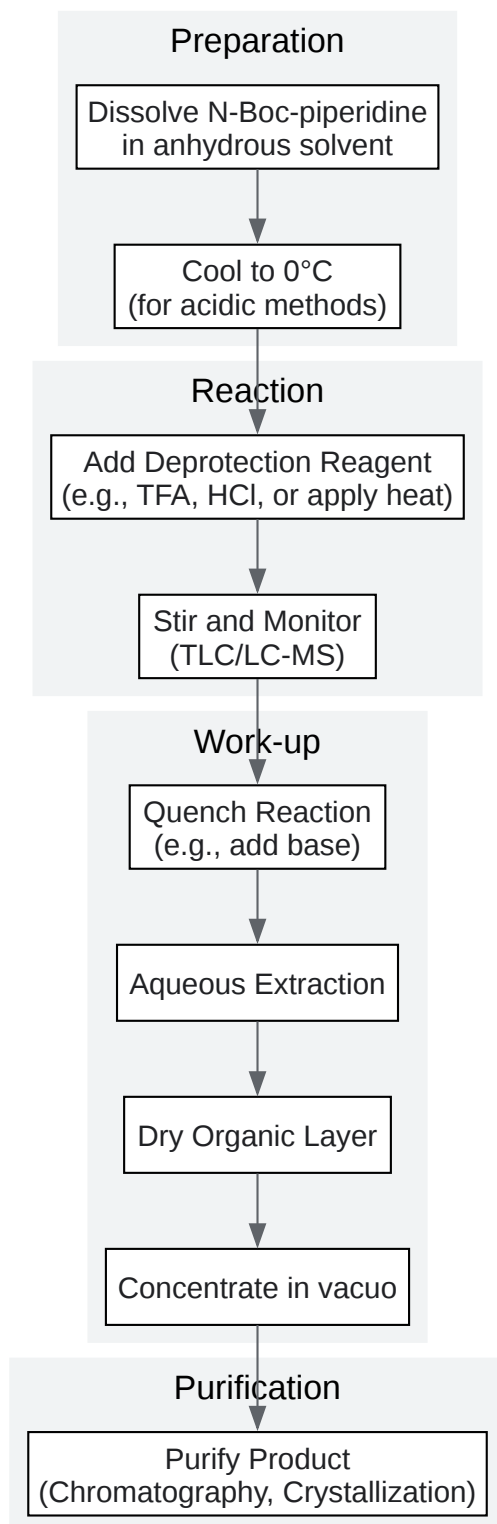 Preparation
Dissolve N-Boc-piperidine
in anhydrous solvent
Cool to 0°C
(for acidic methods)
Reaction
Add Deprotection Reagent
(e.g., TFA, HCl, or apply heat)
Stir and Monitor
(TLC/LC-MS)
Work-up
Quench Reaction
(e.g., add base)
Aqueous Extraction
Dry Organic Layer
Concentrate in vacuo
Purification
Purify Product
(Chromatography, Crystallization)